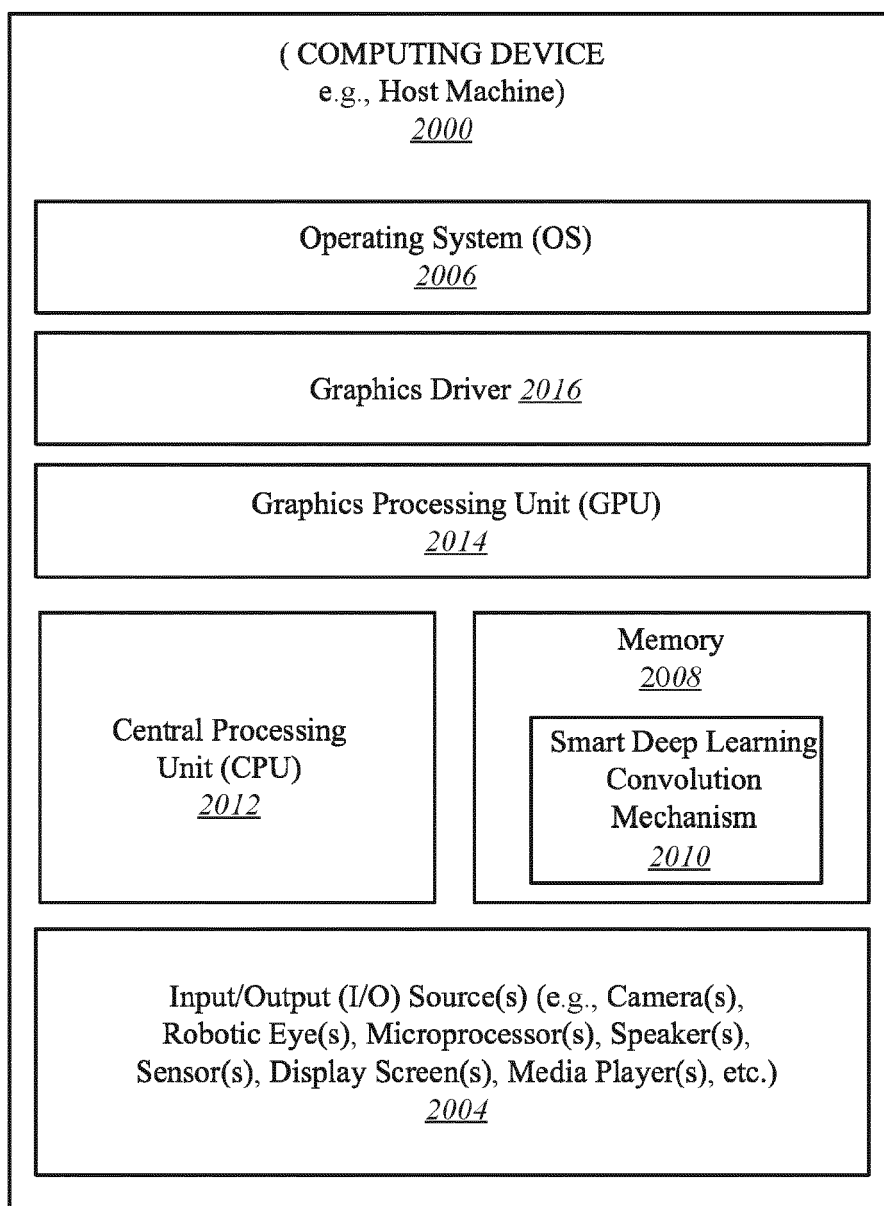 ( COMPUTING DEVICE
e.g., Host Machine)
2000
Operating System (OS)
2006
Graphics Driver 2016
Graphics Processing Unit (GPU)
2014
Central Processing
Unit (CPU)
2012
Memory
2008
Smart Deep Learning
Convolution
Mechanism
2010
Input/Output (I/O) Source(s) (e.g., Camera(s),
Robotic Eye(s), Microprocessor(s), Speaker(s),
Sensor(s), Display Screen(s), Media Player(s), etc.)
2004